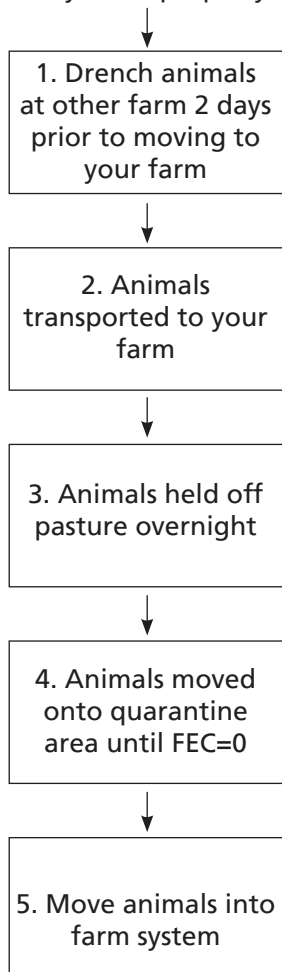 1. Drench animals
at other farm 2 days
prior to moving to
your farm
2. Animals
transported to your
farm
3. Animals held off
pasture overnight
4. Animals moved
onto quarantine
area until FEC=0
5. Move animals into
farm system